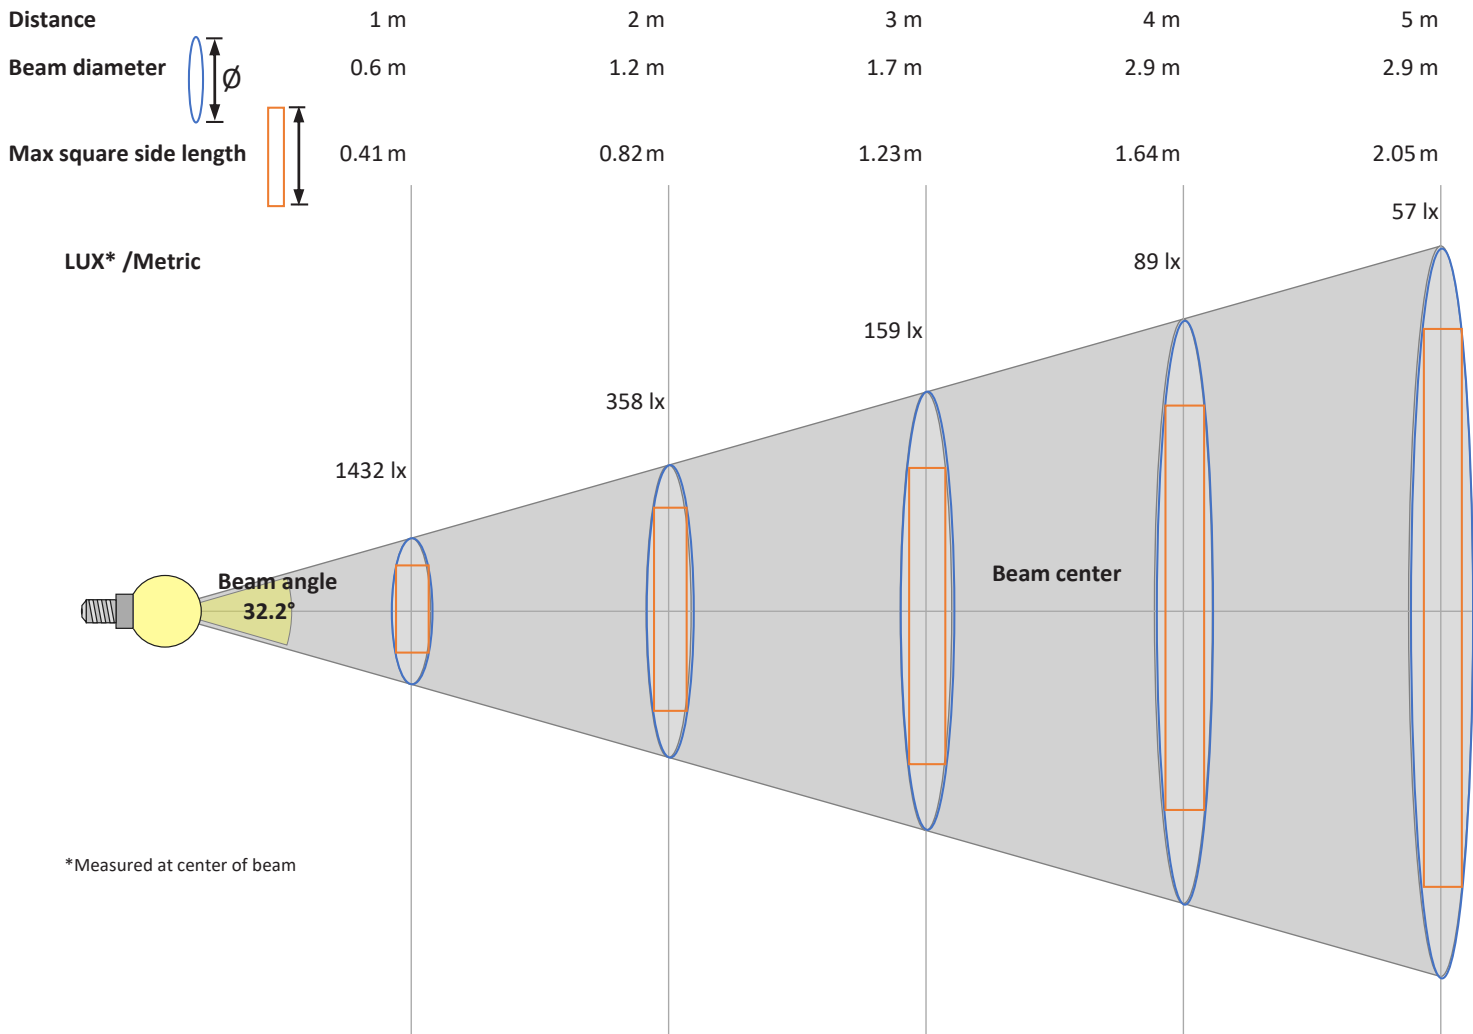 Distance 1 m 2 m 3 m 4 m 5 m
Beam diameter Ø 0.6 m 1.2 m 1.7 m 2.9 m 2.9 m
Max square side length 0.41 m 0.82 m 1.23 m 1.64 m 2.05 m
57 lx
LUX* /Metric 89 lx
159 lx
358 lx
1432 lx
Beam angle
32.2°
Beam center
*Measured at center of beam